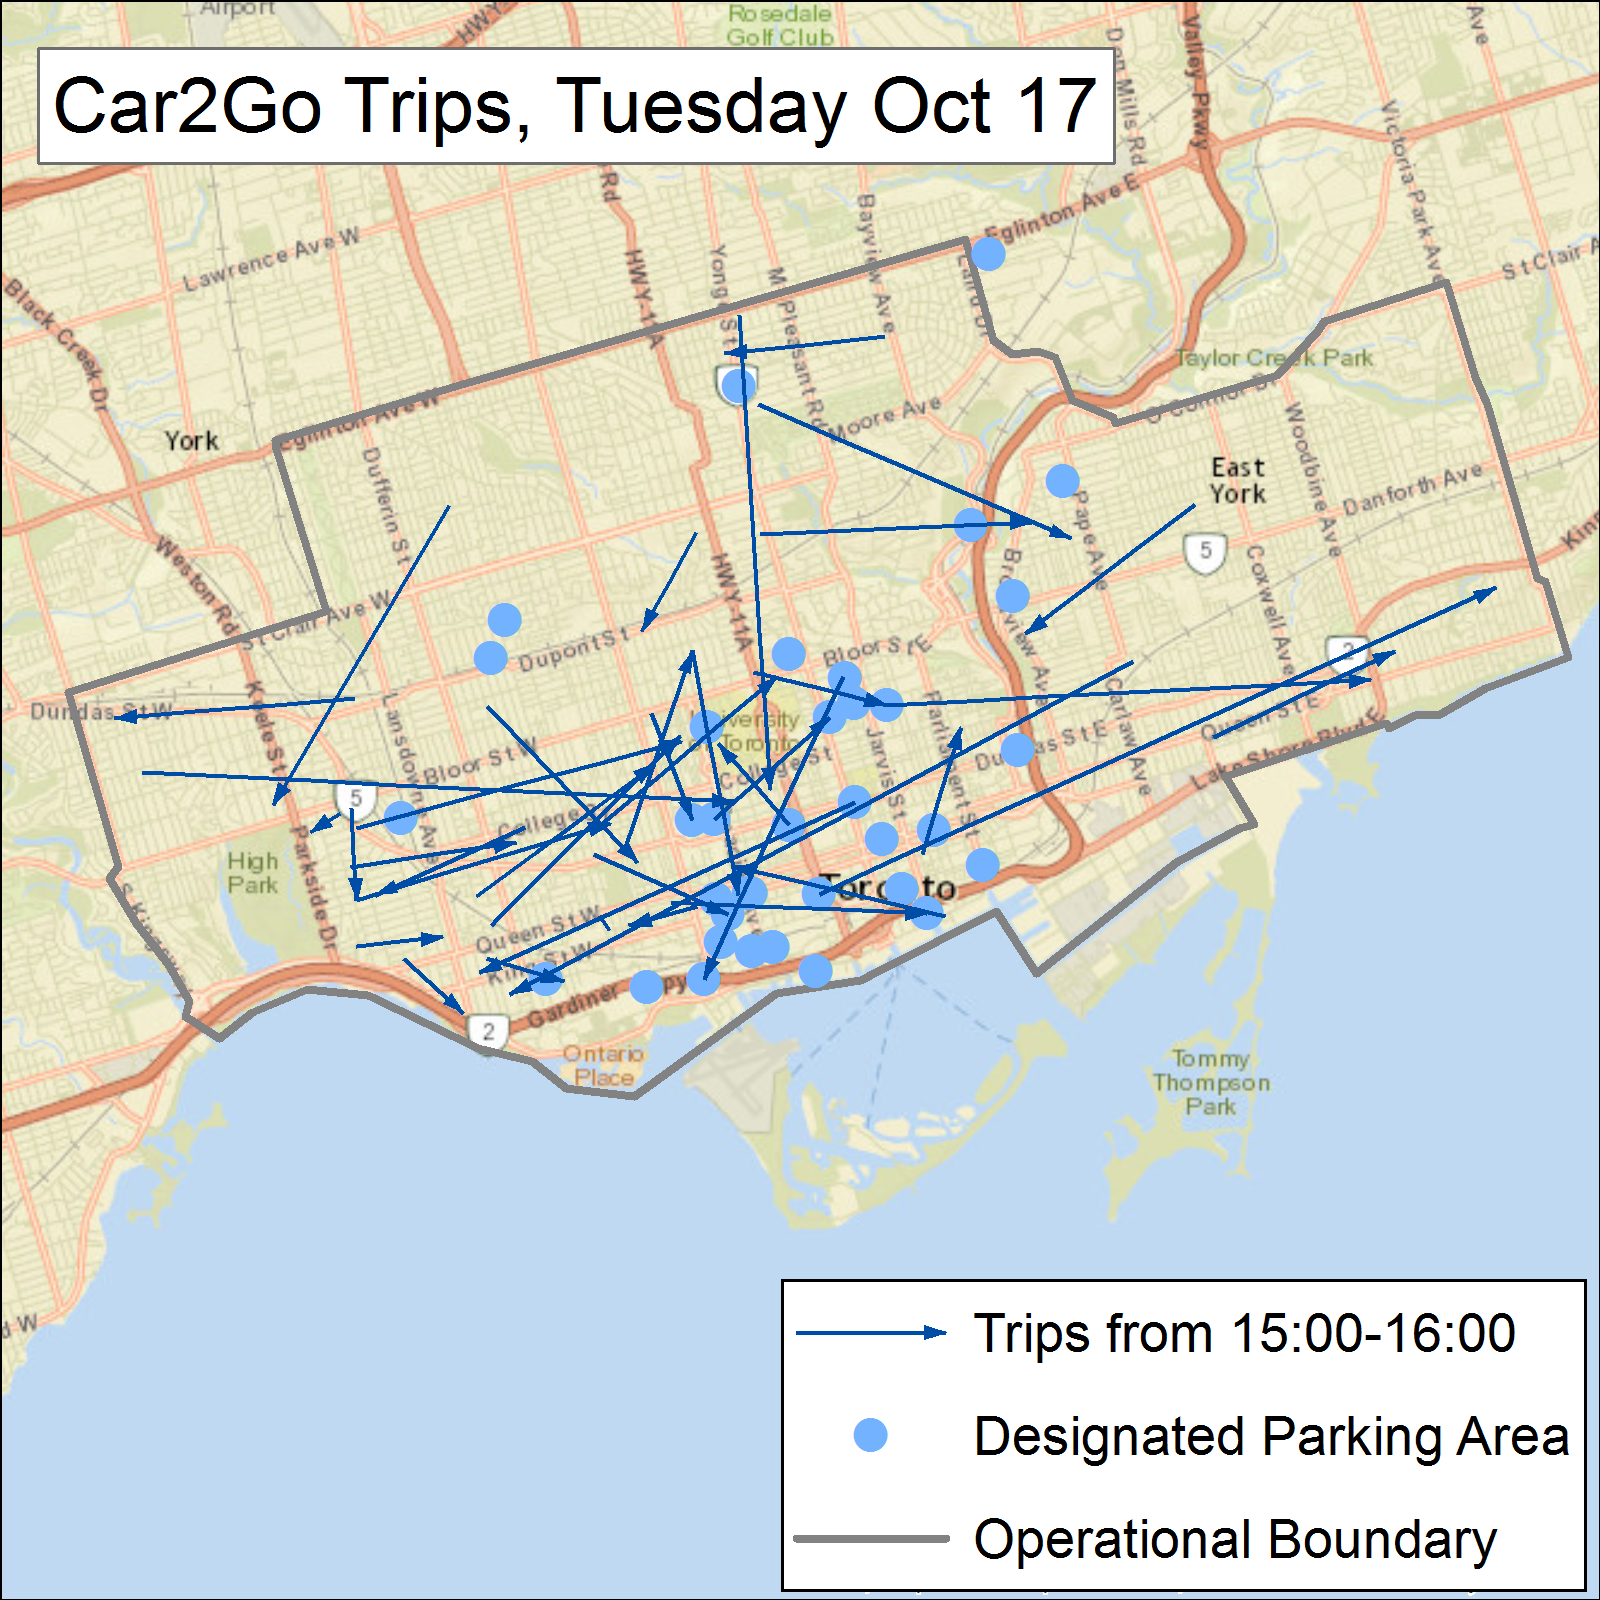 Airport
HWY
Rosedale
Golf Club
Valley Pkwy
Don Mills Rd
Ave
Car2Go Trips, Tuesday Oct 17
Victoria Park Ave
Rd
Eglinton Ave E
Bayview Ave
Lawrence Ave W
Yonge St
Mt Pleasant Rd
HWY-11A
Laird Dr
St Clair A
Black Creek Dr
Taylor Creek Park
O'Connor Dr
Moore Ave
Eglinton Ave W
York
Dufferin St
East
York
Woodbine Ave
Danforth Ave
Pape Ave
King
Weston Rd
HWY-11A
5
Coxwell Ave
St Clair Ave W
Dupont St
Bloor St E
Broadview Ave
2
Dundas St W
Keele St
Lansdowne Ave
University
of Toronto
Parliament St
Jarvis St
Carlaw Ave
Queen St E
Dundas St E
Lake Shore Blvd E
Bloor St W
College St
5
College S
High
Park
Parkside Dr
S Kingsway
Toronto
Queen St W
King St W
Gardiner
py
2
Ontario
Place
Tommy
Thompson
Park
d W
Trips from 15:00-16:00
Designated Parking Area
Operational Boundary